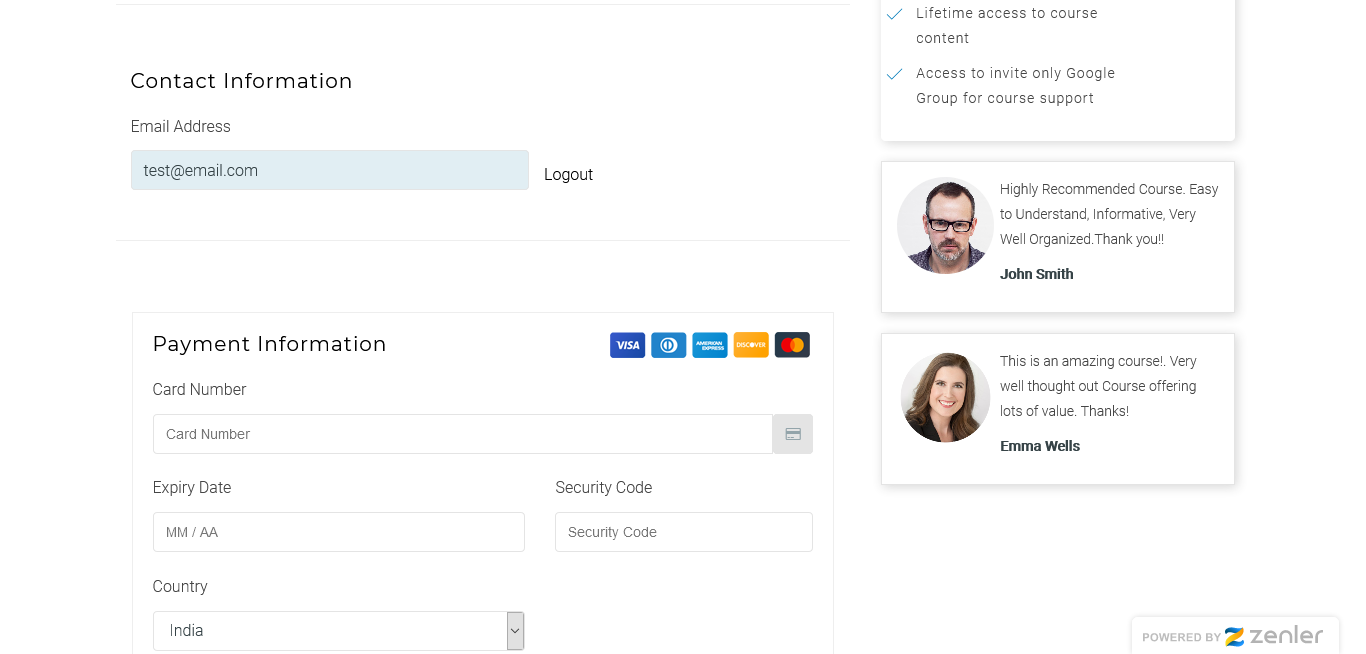 Lifetime access to course
content
Access to invite only Google
Group for course support
Contact Information
Email Address
test@email.com
Logout
Highly Recommended Course. Easy
to Understand, Informative, Very
Well Organized.Thank you!!
John Smith
Payment Information
VISA
AMERICAN
EXPRESS
DISCOVER
Card Number
Card Number
Expiry Date
Security Code
MM / AA
Security Code
Country
India
This is an amazing course!. Very
well thought out Course offering
lots of value. Thanks!
Emma Wells
POWERED BY zenler